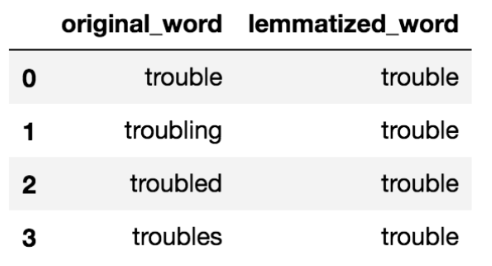 original_word lemmatized_word
0 trouble trouble
1 troubling trouble
2 troubled trouble
3 troubles trouble